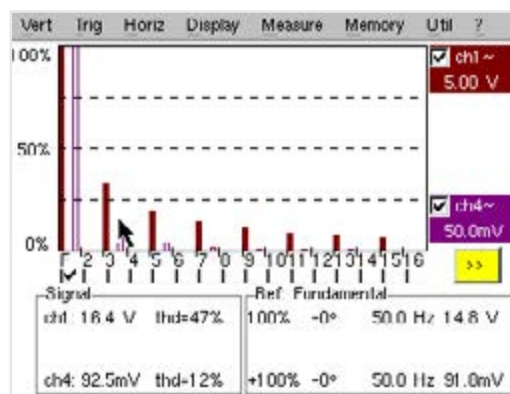 Vert Trig Horiz Display Measure Memory Util ?
100%
50%
0%
ch1 ~
5.00 V
ch4~
50.0mV
>>
F 2 3 4 5 6 7 8 9 10 11 12 13 14 15 16
Signal
ch1: 16.4 V thd=47%
ch4: 92.5mV thd=12%
Ref: Fundamental
100% -0° 50.0 Hz 14.8 V
+100% -0° 50.0 Hz 91.0mV